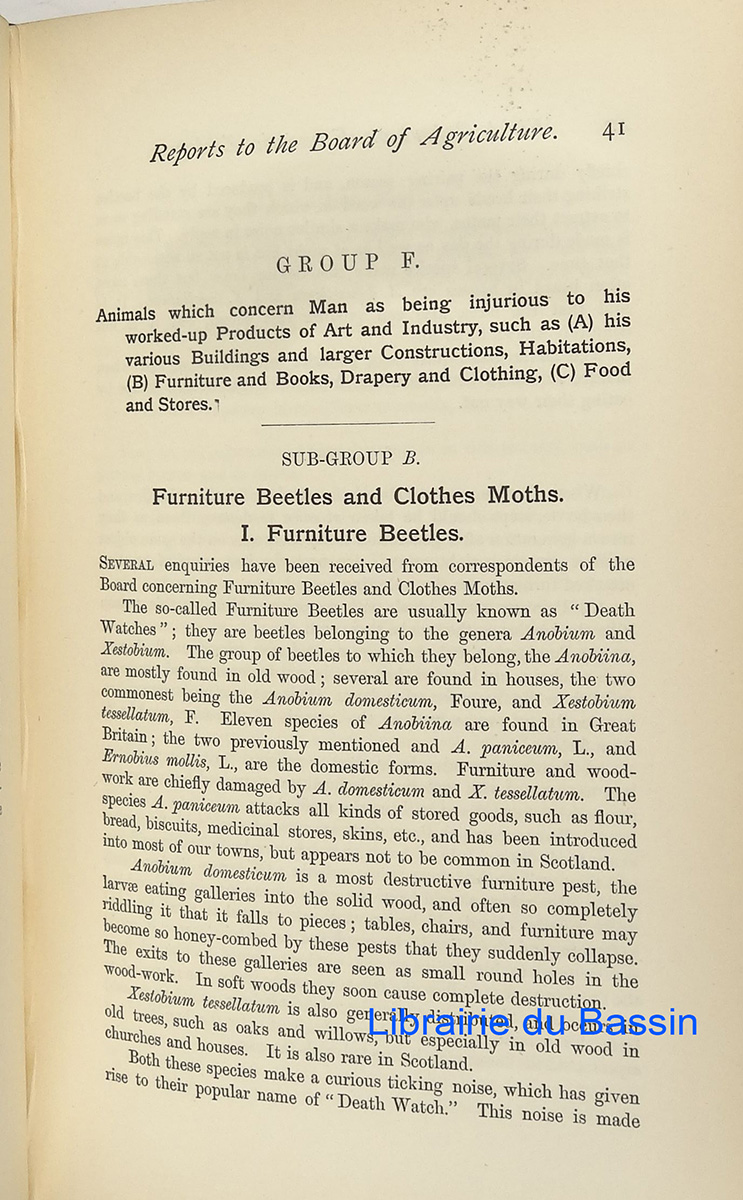 Reports to the Board of Agriculture. 41
GROUP F.
Animals which concern Man as being injurious to his
worked-up Products of Art and Industry, such as (A) his
various Buildings and larger Constructions, Habitations,
(B) Furniture and Books, Drapery and Clothing, (C) Food
and Stores.
SUB-GROUP B.
Furniture Beetles and Clothes Moths.
I. Furniture Beetles.
SEVERAL enquiries have been received from correspondents of the
Board concerning Furniture Beetles and Clothes Moths.
The so-called Furniture Beetles are usually known as "Death
Watches"; they are beetles belonging to the genera Anobium and
Xestobium. The group of beetles to which they belong, the Anobiina,
are mostly found in old wood; several are found in houses, the two
commonest being the Anobium domesticum, Foure, and Xestobium
tessellatum, F. Eleven species of Anobiina are found in Great
Britain; the two previously mentioned and A. paniceum, L., and
Ernobius mollis, L., are the domestic forms. Furniture and wood-
work are chiefly damaged by A. domesticum and X. tessellatum. The
species A. paniceum attacks all kinds of stored goods, such as flour,
bread, biscuits, medicinal stores, skins, etc., and has been introduced
into most of our towns, but appears not to be common in Scotland.
Anobium domesticum is a most destructive furniture pest, the
larvæ eating galleries into the solid wood, and often so completely
riddling it that it falls to pieces; tables, chairs, and furniture may
become so honey-combed by these pests that they suddenly collapse.
The exits to these galleries are seen as small round holes in the
wood-work. In soft woods they soon cause complete destruction.
Xestobium tessellatum is also generally distributed, and occurs in
old trees, such as oaks and willows, but especially in old wood in
churches and houses. It is also rare in Scotland.
Both these species make a curious ticking noise, which has given
rise to their popular name of "Death Watch." This noise is made
Librairie du Bassin